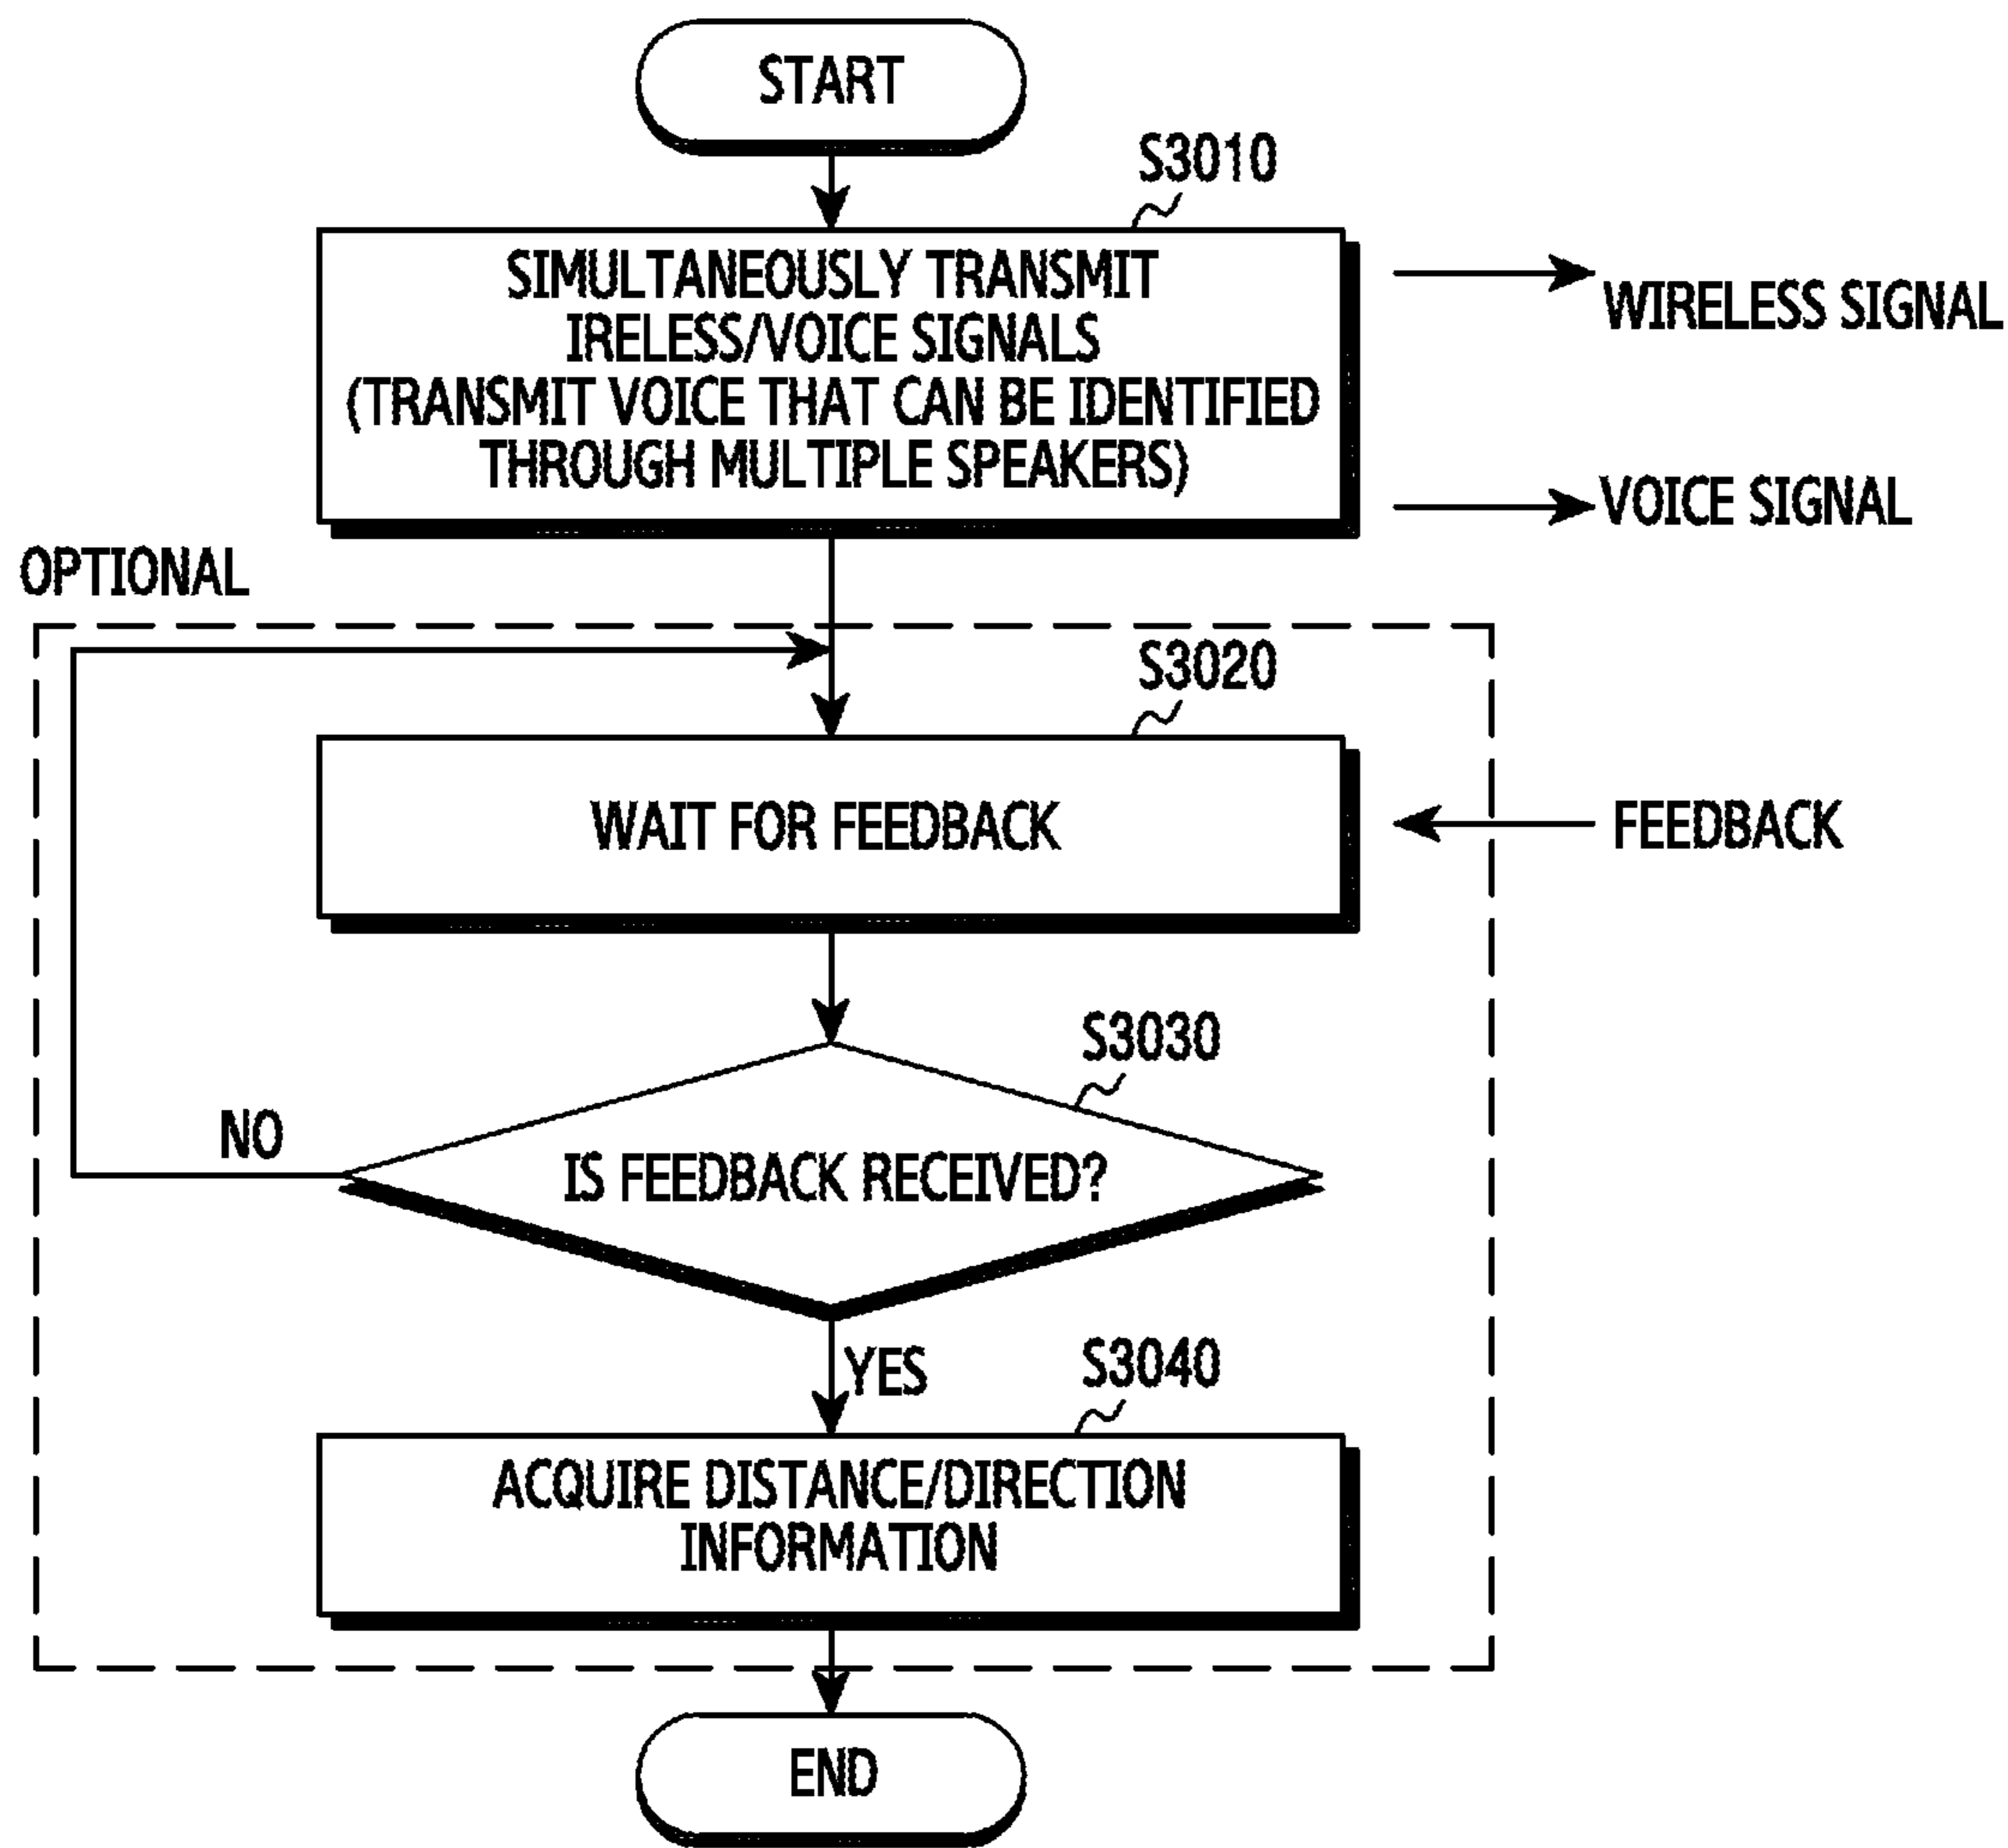 START
S3010
SIMULTANEOUSLY TRANSMIT
IRELESS/VOICE SIGNALS
(TRANSMIT VOICE THAT CAN BE IDENTIFIED
THROUGH MULTIPLE SPEAKERS)
WIRELESS SIGNAL
VOICE SIGNAL
OPTIONAL
S3020
WAIT FOR FEEDBACK
FEEDBACK
S3030
NO
IS FEEDBACK RECEIVED?
YES
S3040
ACQUIRE DISTANCE/DIRECTION
INFORMATION
END